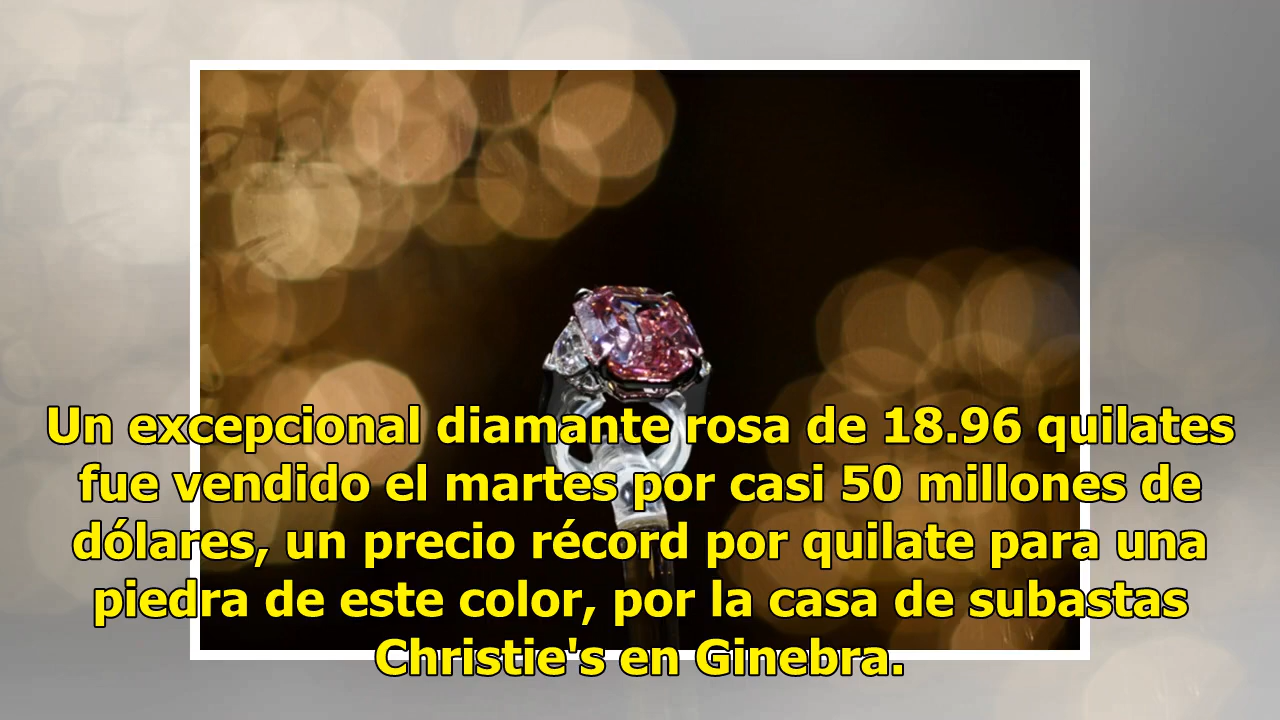 Un excepcional diamante rosa de 18.96 quilates
fue vendido el martes por casi 50 millones de
dólares, un precio récord por quilate para una
piedra de este color, por la casa de subastas
Christie's en Ginebra.